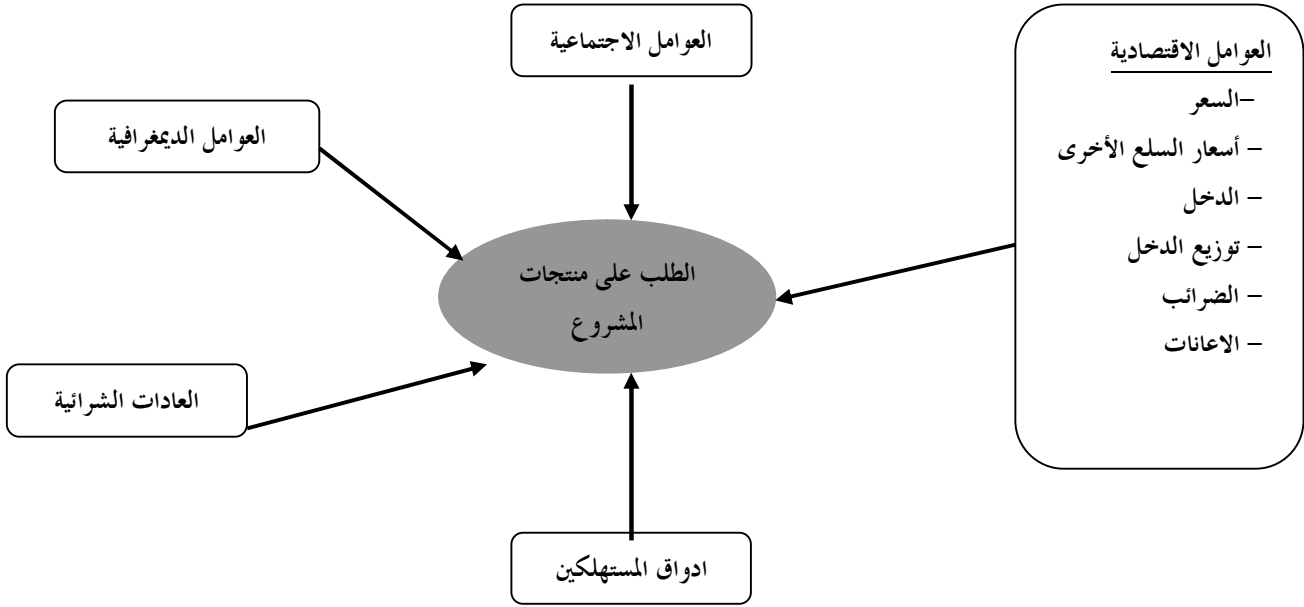 العوامل الاجتماعية
العوامل الاقتصادية
–السعر
– أسعار السلع الأخرى
– الدخل
– توزيع الدخل
– الضرائب
– الاعانات
العوامل الديمغرافية
الطلب على منتجات
المشروع
العادات الشرائية
ادواق المستهلكين